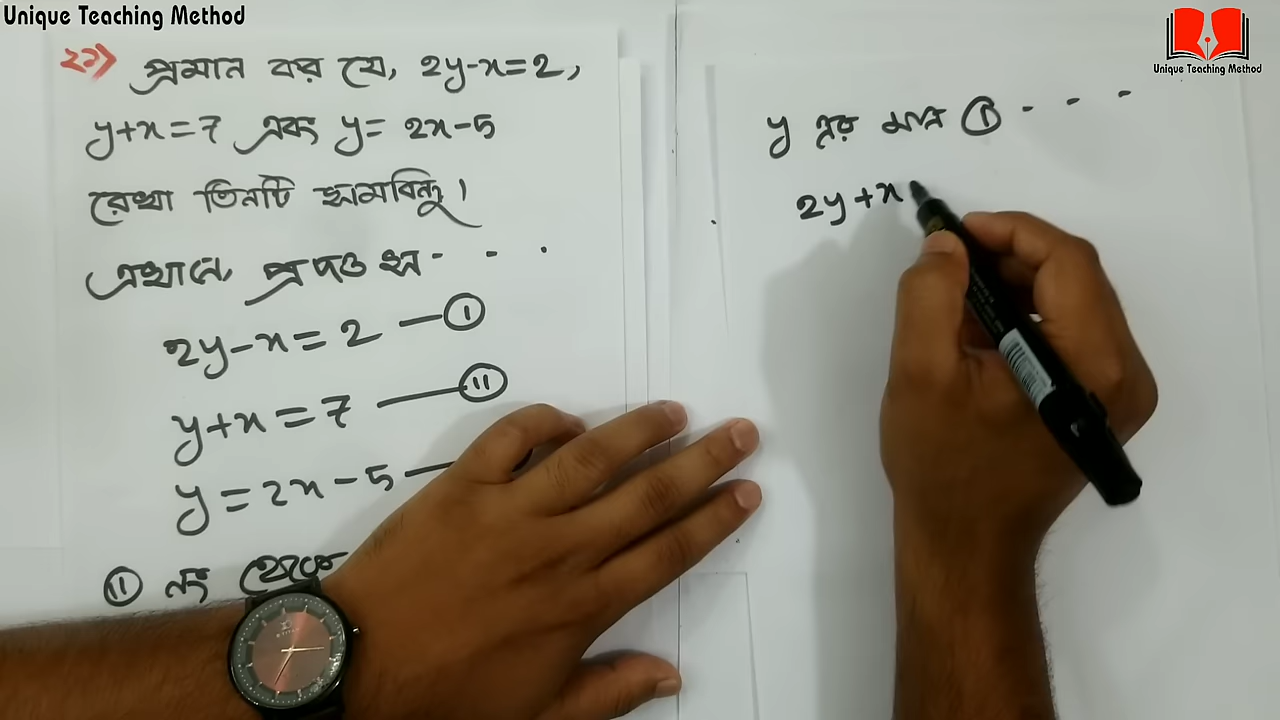 Unique Teaching Method
২১) প্রমান কর যে, 2y-x=2,
y+x=7 এবং y= 2x-5
রেখা তিনটি সমবিন্দু।
এখানে, প্রদত্ত স - - .
2y-x=2 — (I)
y+x=7 — (II)
y=2x-5 —
(II) নং থেকে
Unique Teaching Method
y এর মান (I) - - -
2y+x